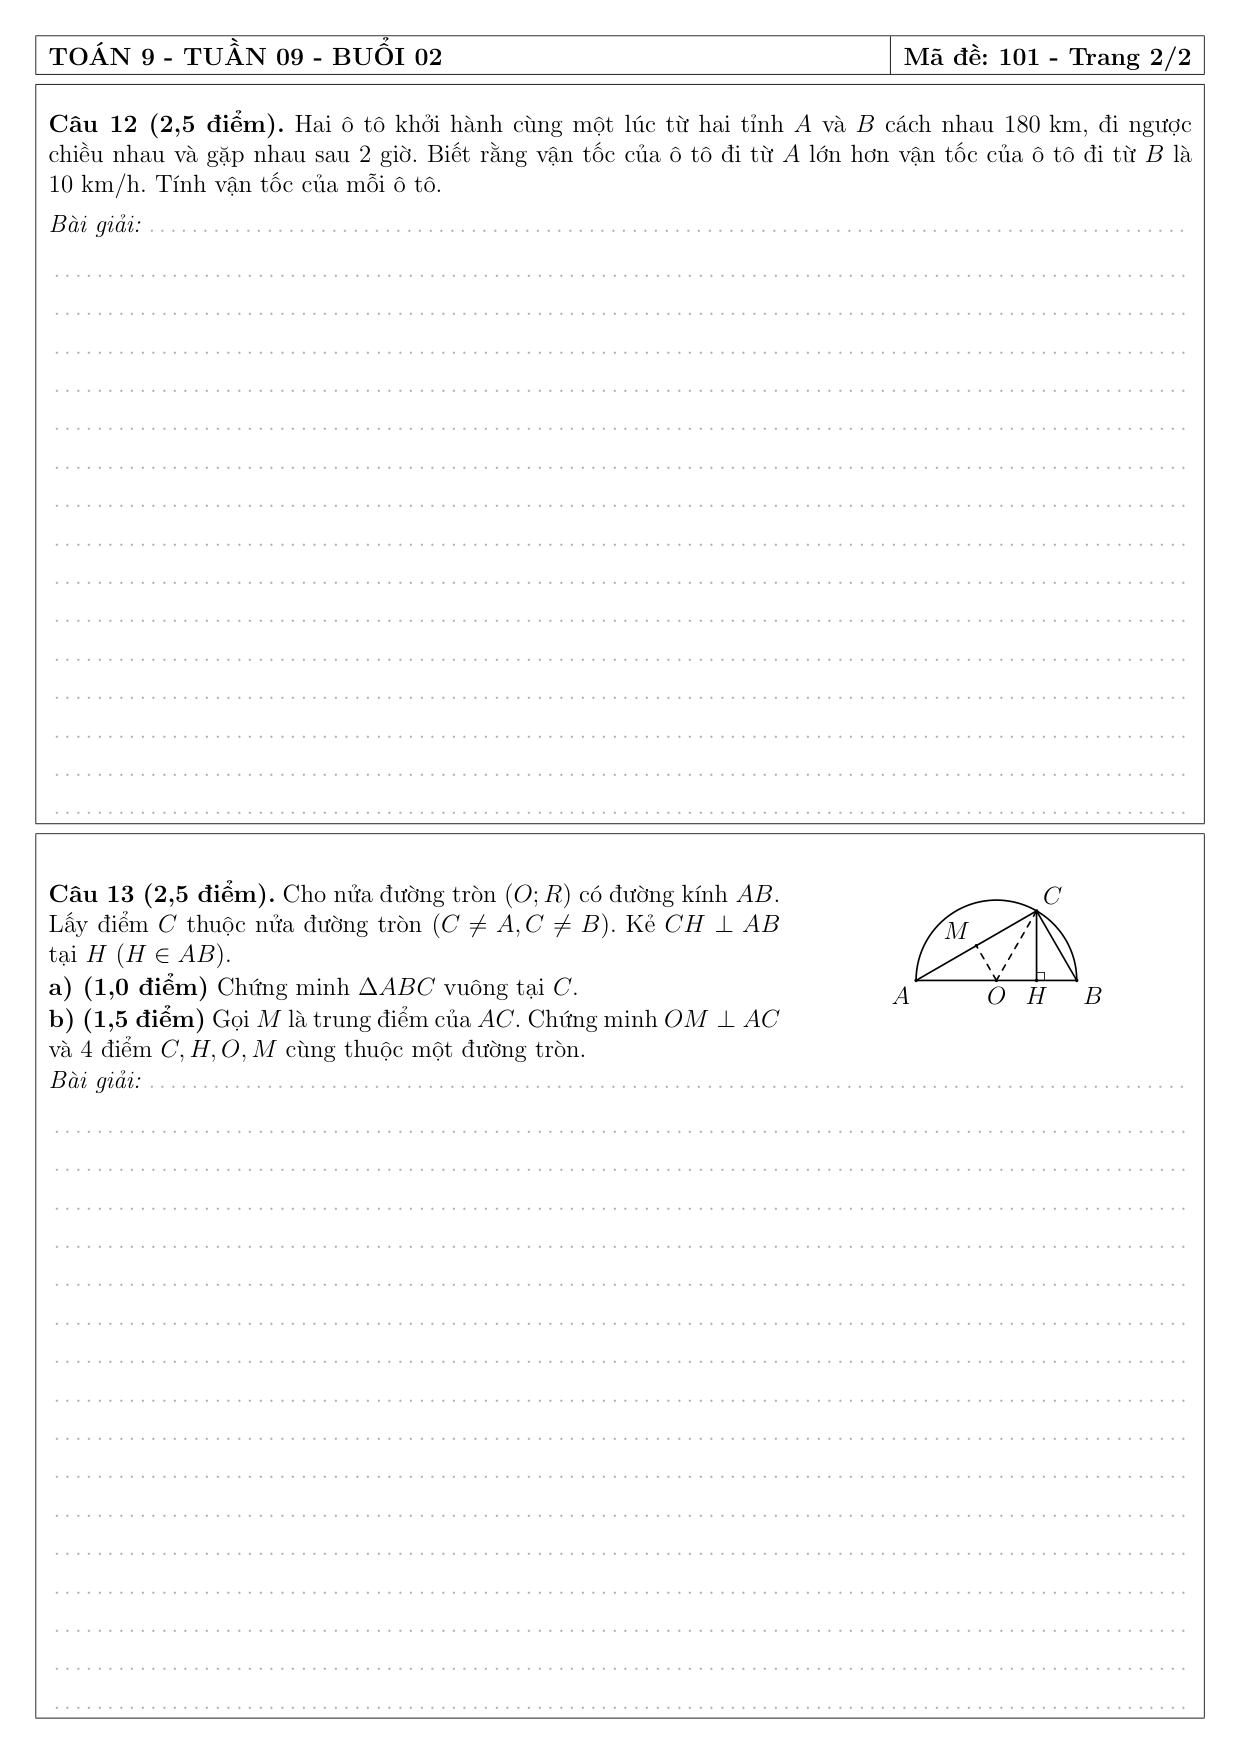 TOÁN 9 - TUẦN 09 - BUỔI 02
Mã đề: 101 - Trang 2/2
Câu 12 (2,5 điểm). Hai ô tô khởi hành cùng một lúc từ hai tỉnh A và B cách nhau 180 km, đi ngược
chiều nhau và gặp nhau sau 2 giờ. Biết rằng vận tốc của ô tô đi từ A lớn hơn vận tốc của ô tô đi từ B là
10 km/h. Tính vận tốc của mỗi ô tô.
Bài giải:
Câu 13 (2,5 điểm). Cho nửa đường tròn (O; R) có đường kính AB.
Lấy điểm C thuộc nửa đường tròn (C ≠ A, C ≠ B). Kẻ CH ⊥ AB
tại H (H ∈ AB).
a) (1,0 điểm) Chứng minh ΔABC vuông tại C.
b) (1,5 điểm) Gọi M là trung điểm của AC. Chứng minh OM ⊥ AC
và 4 điểm C, H, O, M cùng thuộc một đường tròn.
C
M
A
O
H
B
Bài giải: